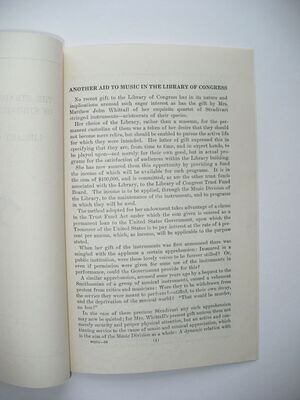 ANOTHER AID TO MUSIC IN THE LIBRARY OF CONGRESS
No recent gift to the Library of Congress has in its nature and
implications aroused such eager interest as has the gift by Mrs.
Matthew John Whittall of her exquisite quartet of Stradivari
stringed instruments—aristocrats of their species.
Her choice of the Library, rather than a museum, for the per-
manent custodian of them was a token of her desire that they should
not become mere relics, but should be enabled to pursue the active life
for which they were intended. Her letter of gift expressed this in
specifying that they are, from time to time, and in expert hands, to
be played upon—not merely for their own good, but in actual pro-
grams for the satisfaction of audiences within the Library building.
She has now assured them this opportunity by providing a fund
the income of which will be available for such programs. It is in
the sum of $100,000, and is committed, as are the other trust funds
associated with the Library, to the Library of Congress Trust Fund
Board. The income is to be applied, through the Music Division of
the Library, to the maintenance of the instruments, and to programs
in which they will be used.
The method adopted for her endowment takes advantage of a clause
in the Trust Fund Act under which the sum given is entered as a
permanent loan to the United States Government, upon which the
Treasurer of the United States is to pay interest at the rate of 4 per
cent per annum, which, as income, will be applicable to the purpose
stated.
When her gift of the instruments was first announced there was
mingled with the applause a certain apprehension: Immured in a
public institution, were those lovely voices to be forever stilled? Or,
even if permission were given for some use of the instruments in
performance, could the Government provide for this?
A similar apprehension, aroused some years ago by a bequest to the
Smithsonian of a group of musical instruments, caused a vehement
protest from critics and musicians: Were they to be withdrawn from
the service they were meant to perform
and the deprivation of the musical world? "That would be murder,
no less!"
In the case of these precious Stradivari any such apprehensions
may now be quieted; for Mrs. Whittall's present gift assures them not
merely security and proper physical attention, but an active and con-
tinuing service to the cause of music and musical appreciation, which
is the aim of the Music Division as a whole: A dynamic relation with